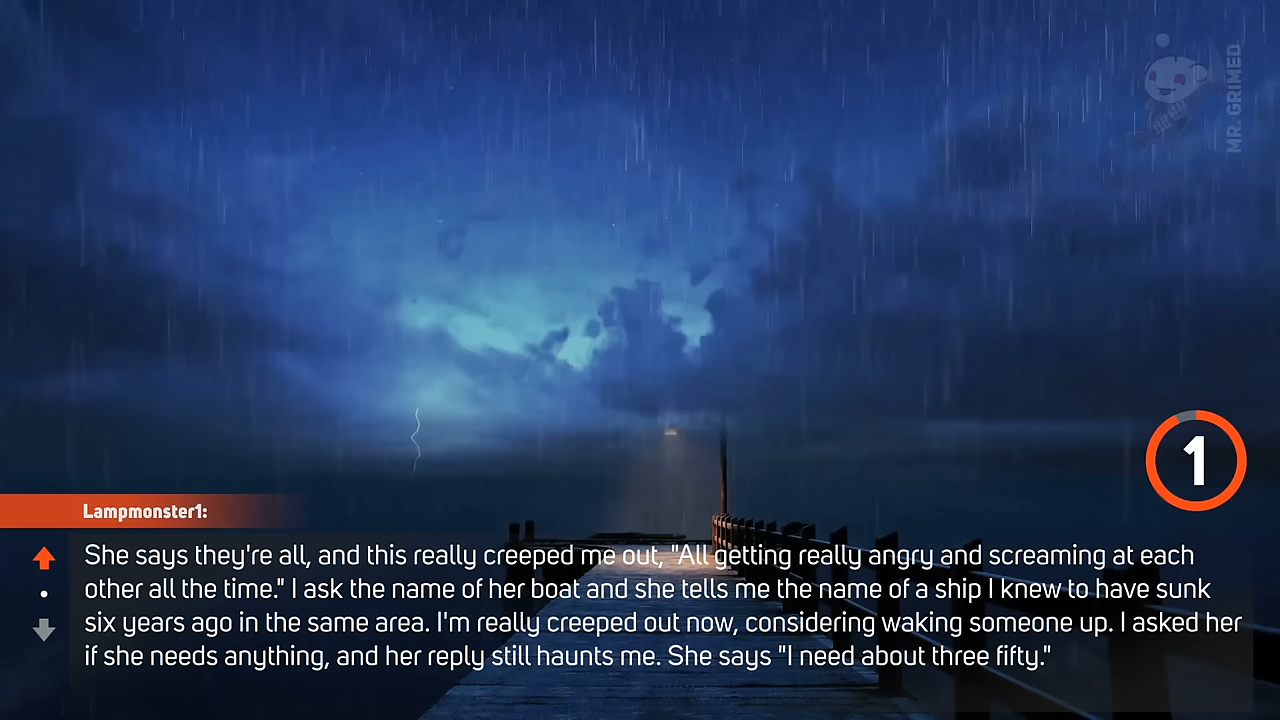 MR. GRIMED
1
Lampmonster1:
She says they're all, and this really creeped me out, "All getting really angry and screaming at each
other all the time." I ask the name of her boat and she tells me the name of a ship I knew to have sunk
six years ago in the same area. I'm really creeped out now, considering waking someone up. I asked her
if she needs anything, and her reply still haunts me. She says "I need about three fifty."